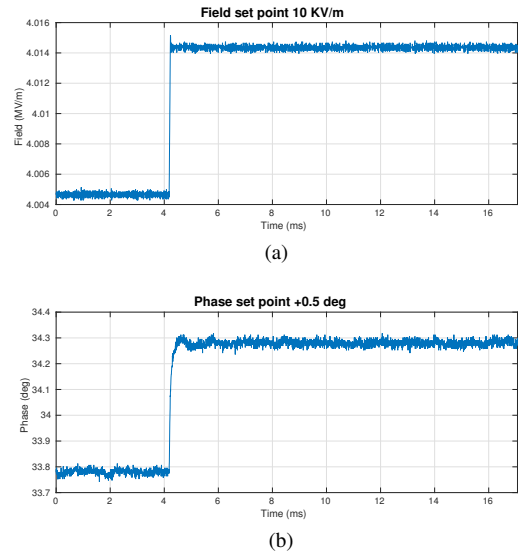 Field set point 10 KV/m
4.016
4.014
4.012
4.01
4.008
4.006
4.004
Field (MV/m)
0 2 4 6 8 10 12 14 16
Time (ms)
(a)
Phase set point +0.5 deg
34.4
34.3
34.2
34.1
34
33.9
33.8
33.7
Phase (deg)
0 2 4 6 8 10 12 14 16
Time (ms)
(b)